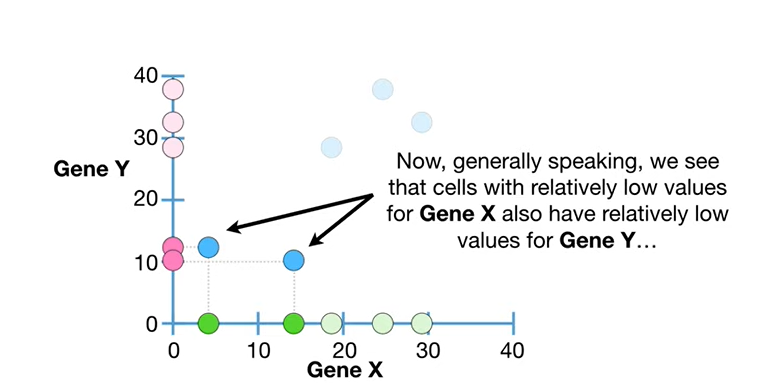 40
30
Gene Y
20
10
0
Now, generally speaking, we see
that cells with relatively low values
for Gene X also have relatively low
values for Gene Y…
0 10 20 30 40
Gene X